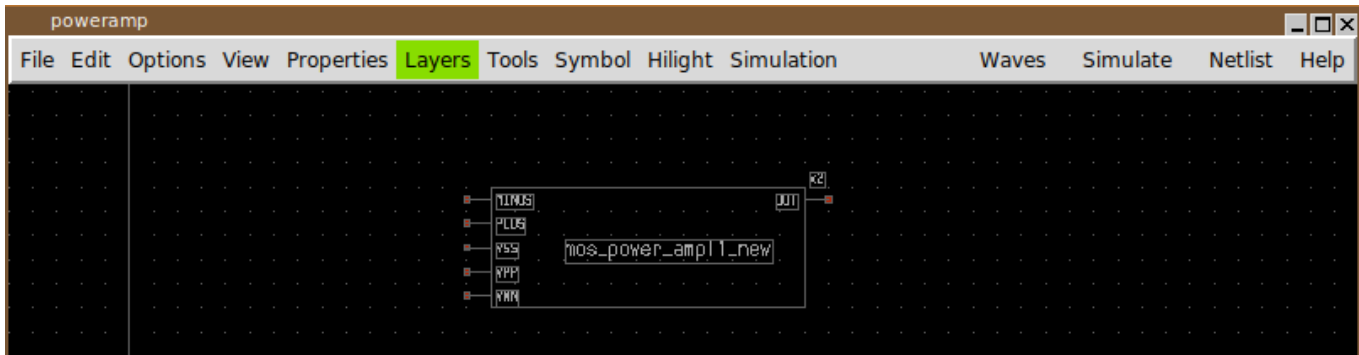 poweramp
File Edit Options View Properties Layers Tools Symbol Hilight Simulation Waves Simulate Netlist Help
x2
MINUS OUT
PLUS
VSS mos_power_ampl1_new
VPP
VNN